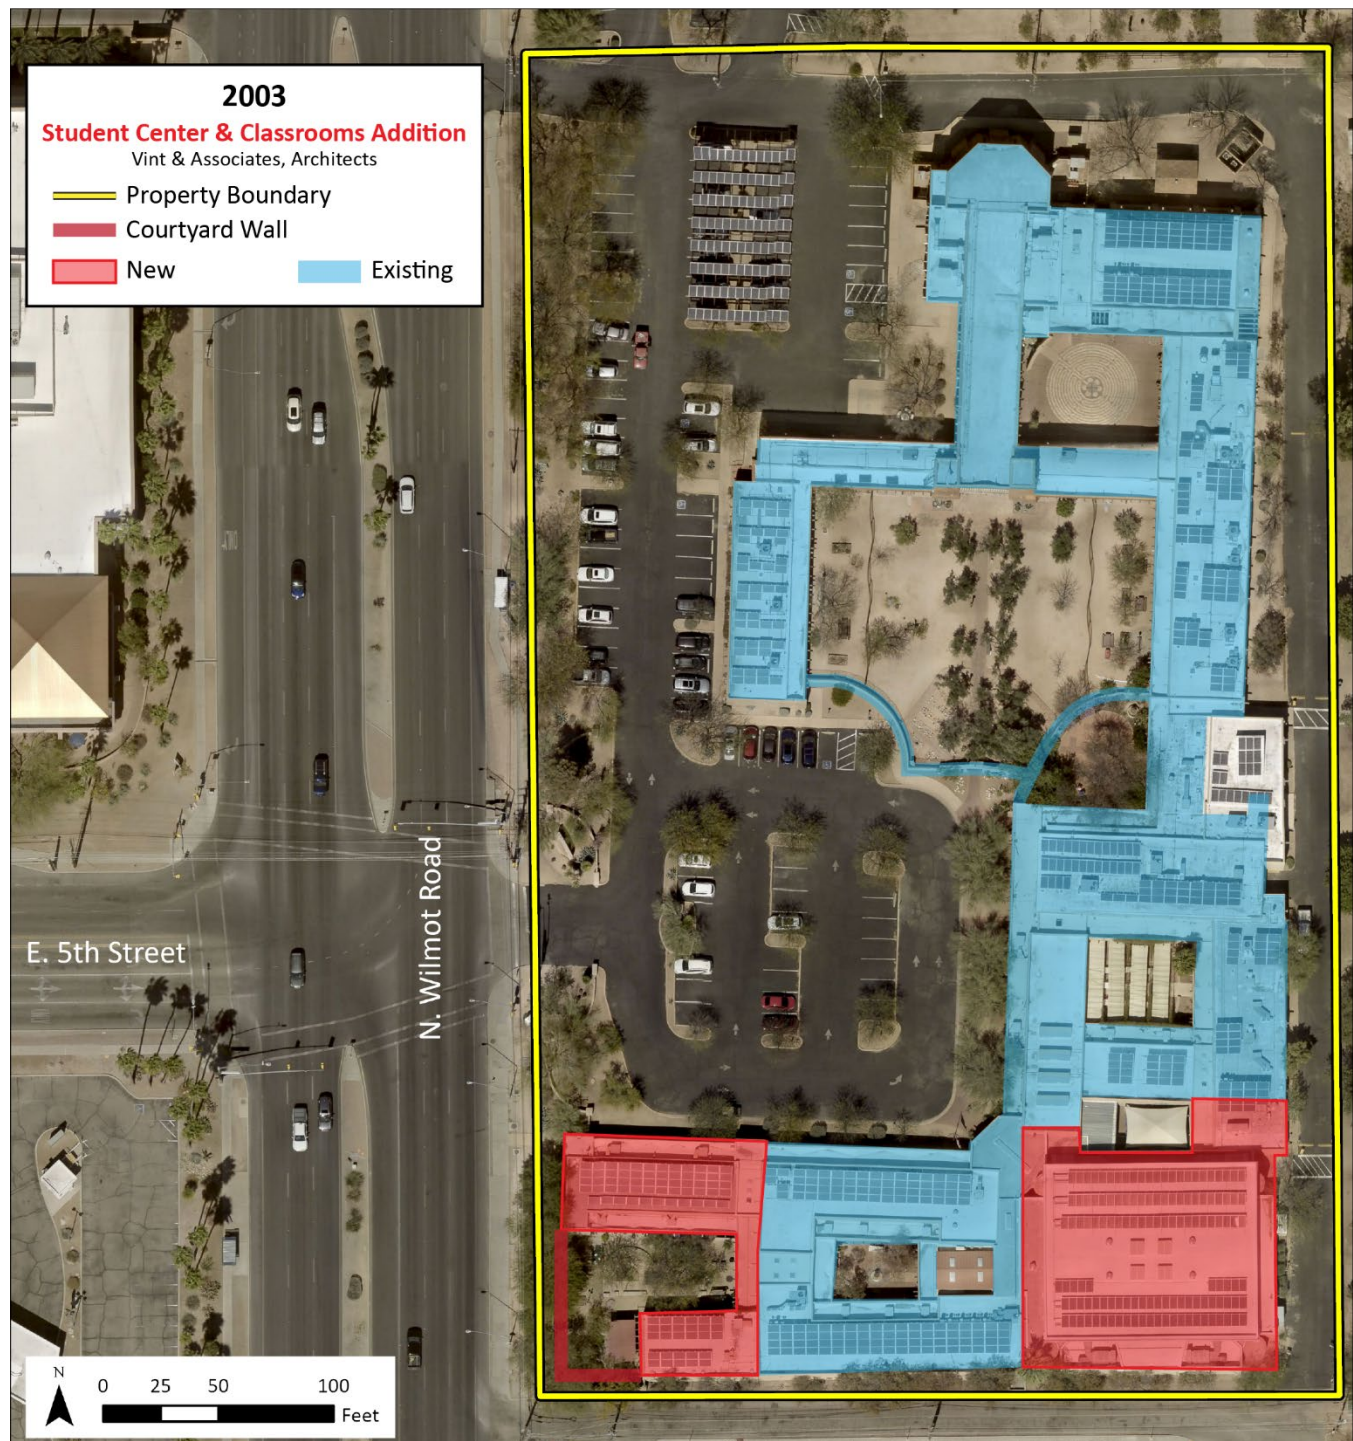 2003
Student Center & Classrooms Addition
Vint & Associates, Architects
Property Boundary
Courtyard Wall
New
Existing
E. 5th Street
N. Wilmot Road
N
0 25 50 100
Feet